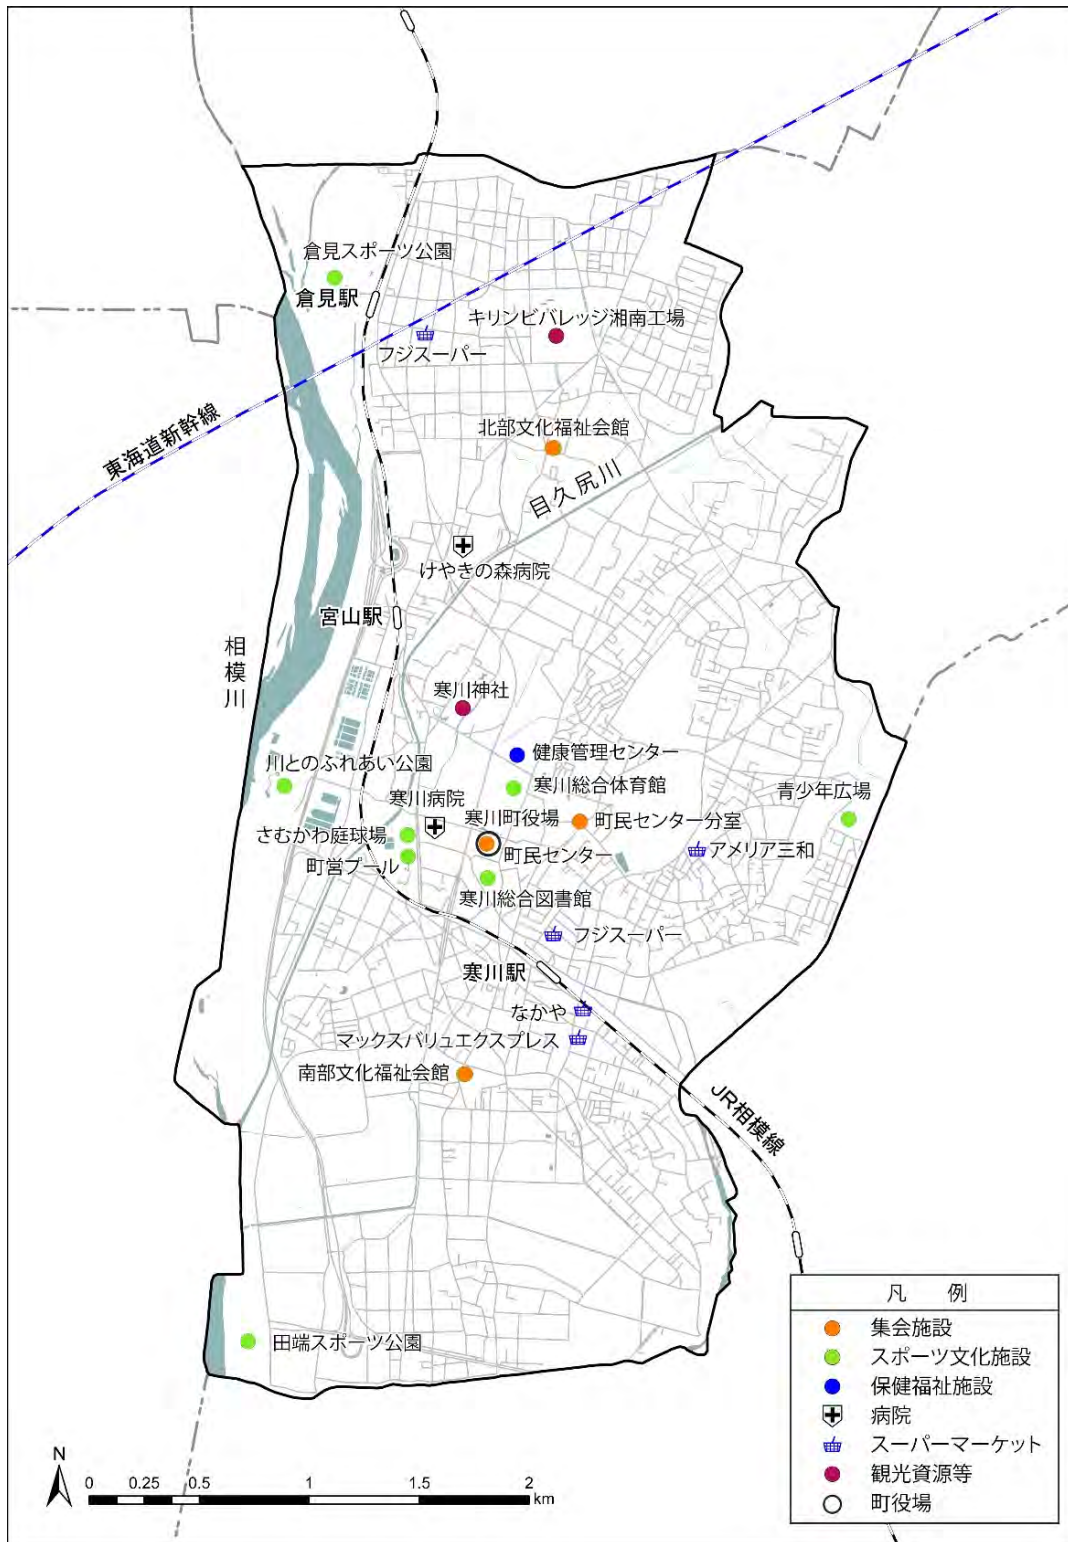 倉見スポーツ公園
倉見駅
キリンビバレッジ湘南工場
フジスーパー
東海道新幹線
北部文化福祉会館
目久尻川
けやきの森病院
宮山駅
相模川
寒川神社
健康管理センター
川とのふれあい公園
寒川総合体育館
青少年広場
寒川病院
寒川町役場
町民センター分室
さむかわ庭球場
町民センター
アメリア三和
町営プール
寒川総合図書館
フジスーパー
寒川駅
なかや
マックスバリュエクスプレス
南部文化福祉会館
JR相模線
田端スポーツ公園
凡 例
集会施設
スポーツ文化施設
保健福祉施設
病院
スーパーマーケット
観光資源等
町役場
N
0 0.25 0.5 1 1.5 2
km